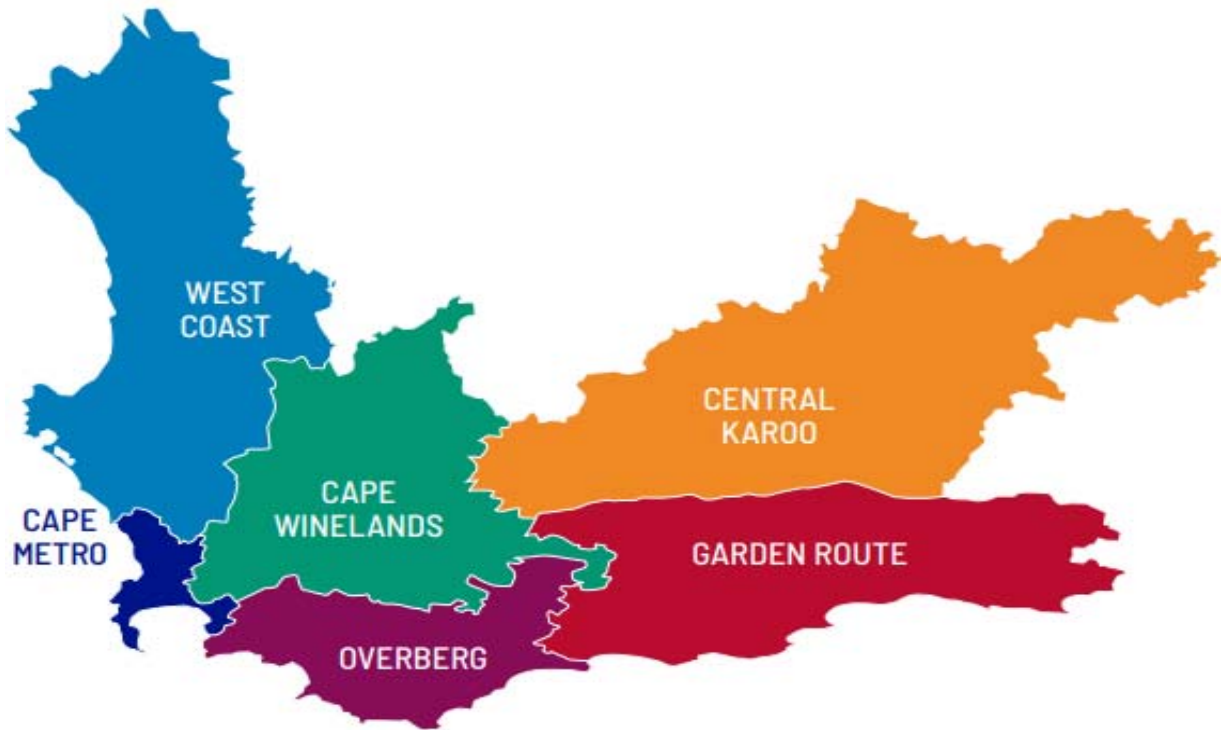 WEST
COAST
CENTRAL
KAROO
CAPE
WINELANDS
CAPE
METRO
GARDEN ROUTE
OVERBERG